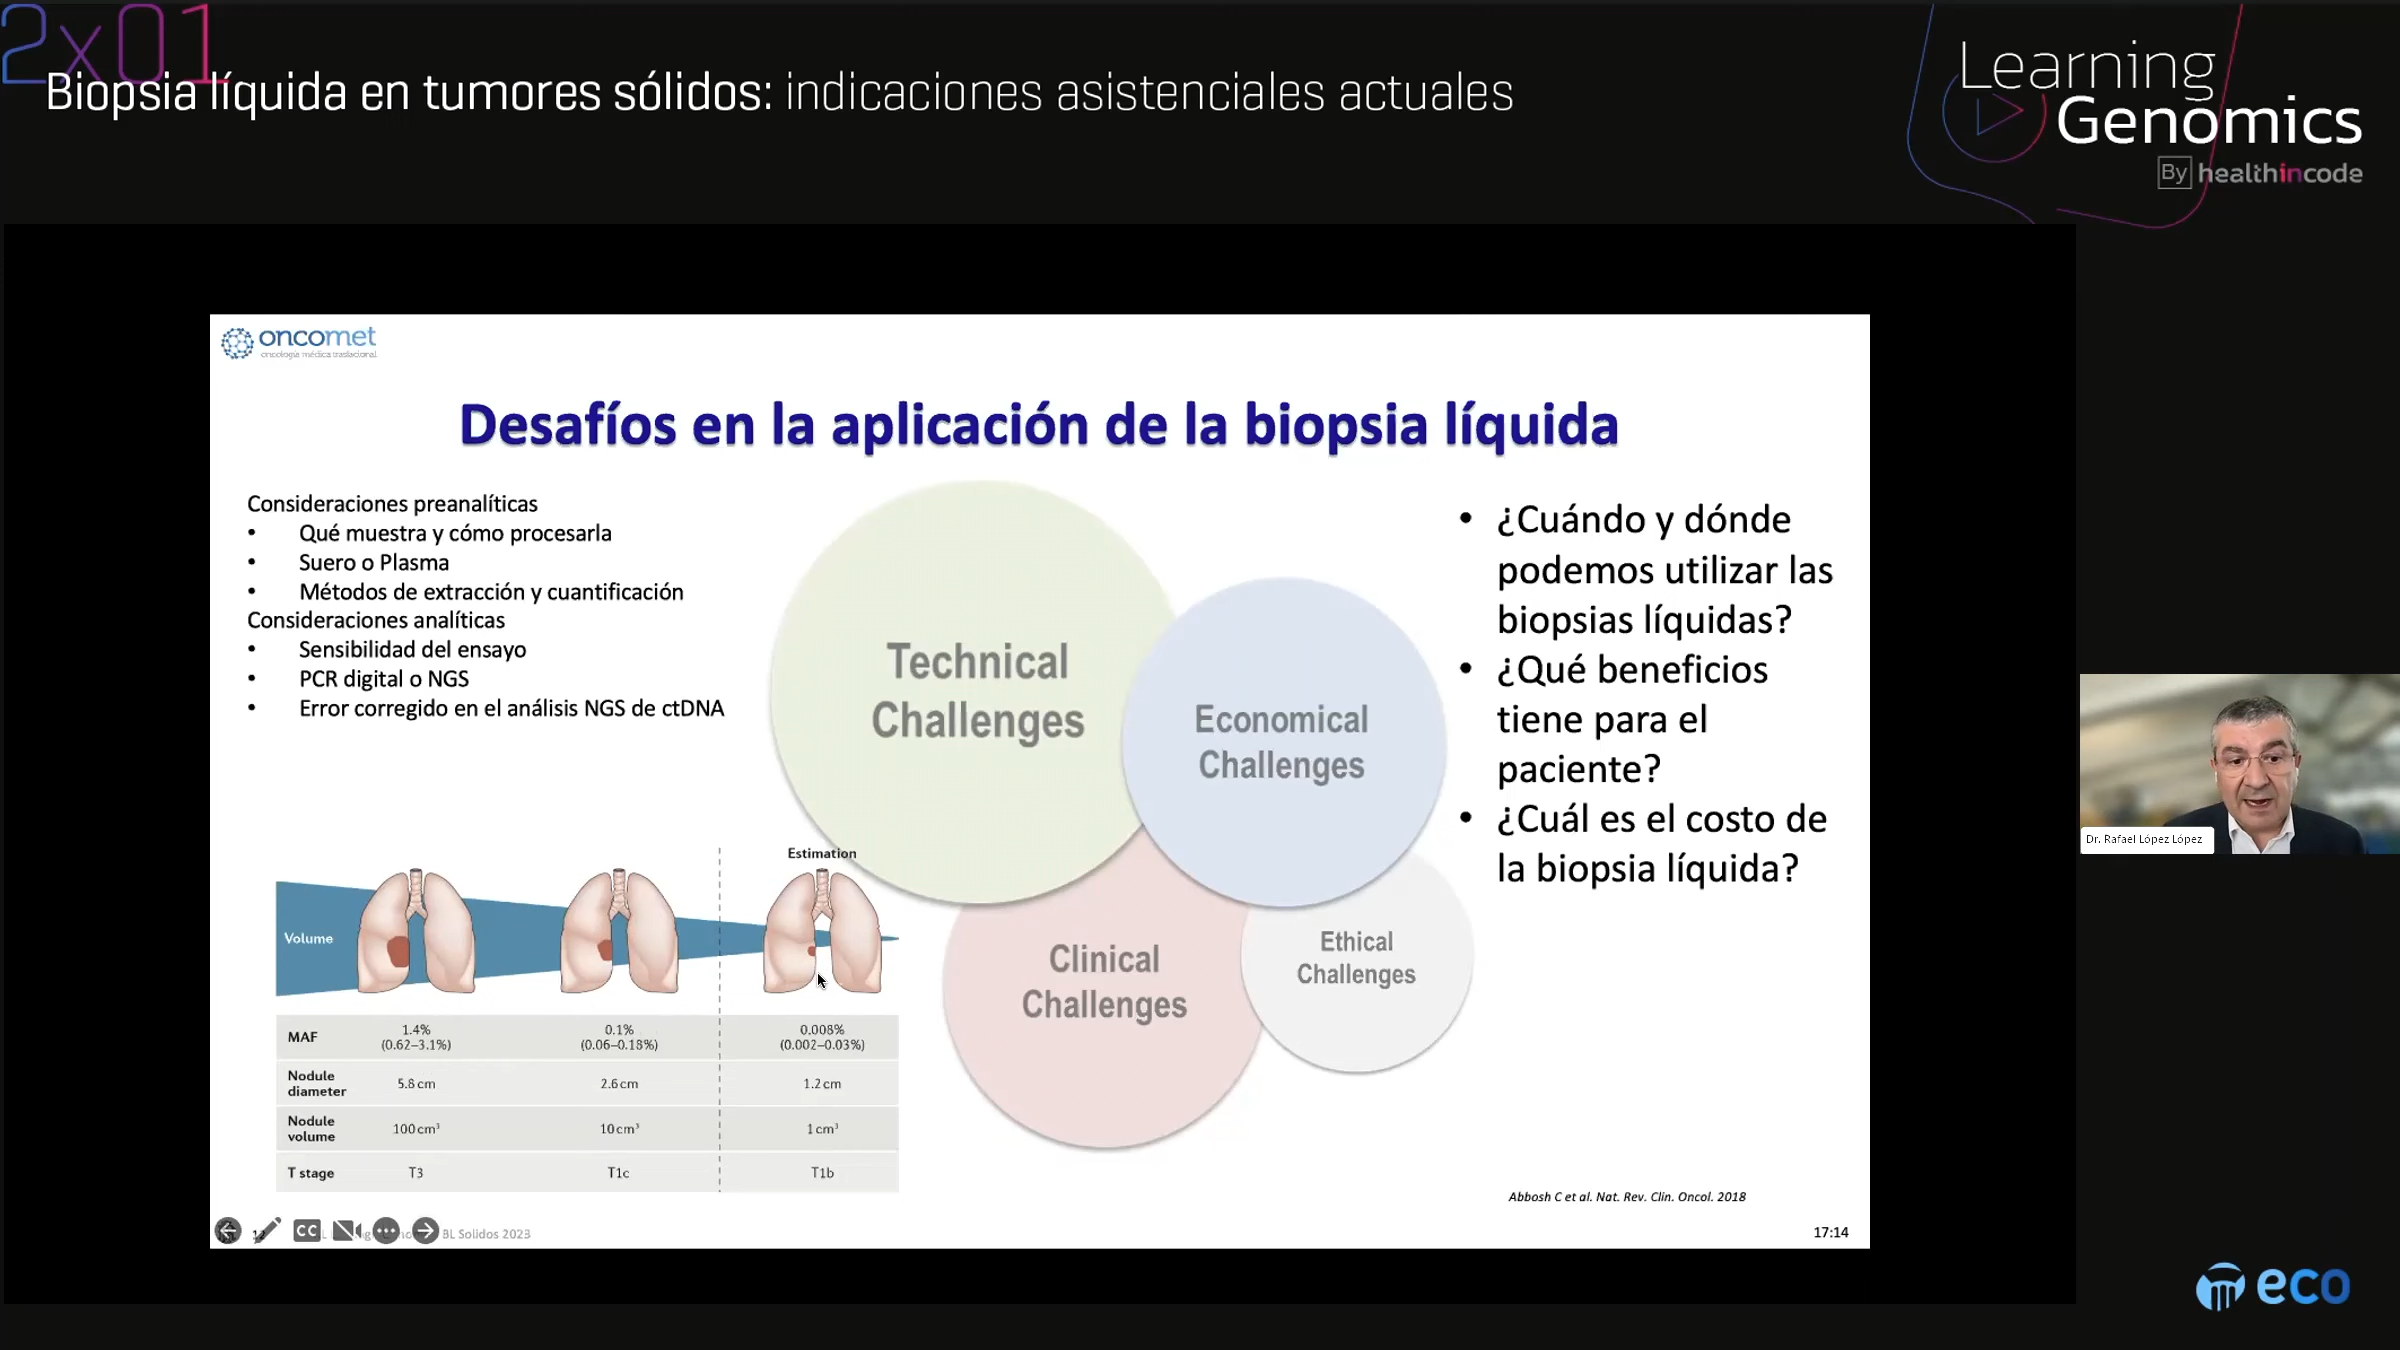 2x01
Biopsia líquida en tumores sólidos: indicaciones asistenciales actuales
Learning
Genomics
By healthincode
oncomet
oncología médica traslacional
Desafíos en la aplicación de la biopsia líquida
Consideraciones preanalíticas
• Qué muestra y cómo procesarla
• Suero o Plasma
• Métodos de extracción y cuantificación
Consideraciones analíticas
• Sensibilidad del ensayo
• PCR digital o NGS
• Error corregido en el análisis NGS de ctDNA
Technical
Challenges
Economical
Challenges
Clinical
Challenges
Ethical
Challenges
• ¿Cuándo y dónde
podemos utilizar las
biopsias líquidas?
• ¿Qué beneficios
tiene para el
paciente?
• ¿Cuál es el costo de
la biopsia líquida?
Estimation
Volume
MAF 1.4% 0.1% 0.008%
(0.62–3.1%) (0.06–0.18%) (0.002–0.03%)
Nodule
diameter 5.8 cm 2.6 cm 1.2 cm
Nodule
volume 100 cm³ 10 cm³ 1 cm³
T stage T3 T1c T1b
Abbosh C et al. Nat. Rev. Clin. Oncol. 2018
CC
BL Solidos 2023
17:14
Dr. Rafael López López
eco